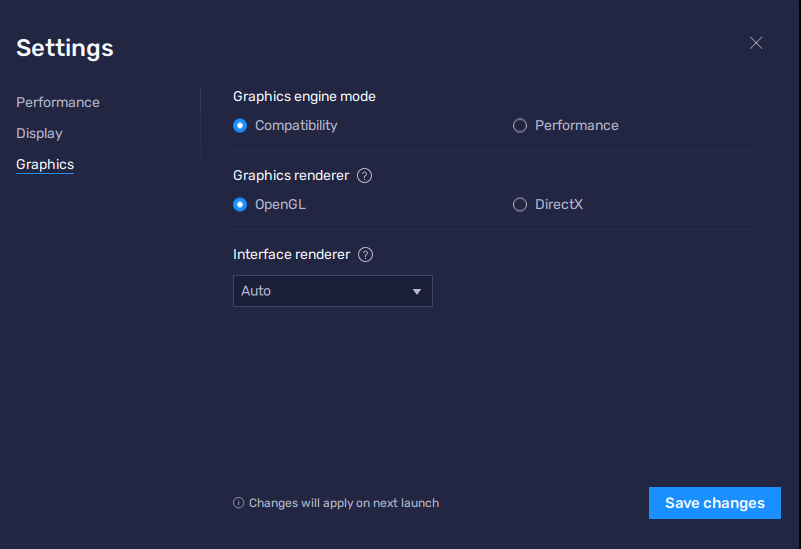 Settings
Performance
Display
Graphics
Graphics engine mode
Compatibility
Performance
Graphics renderer ?
OpenGL
DirectX
Interface renderer ?
Auto
Changes will apply on next launch
Save changes